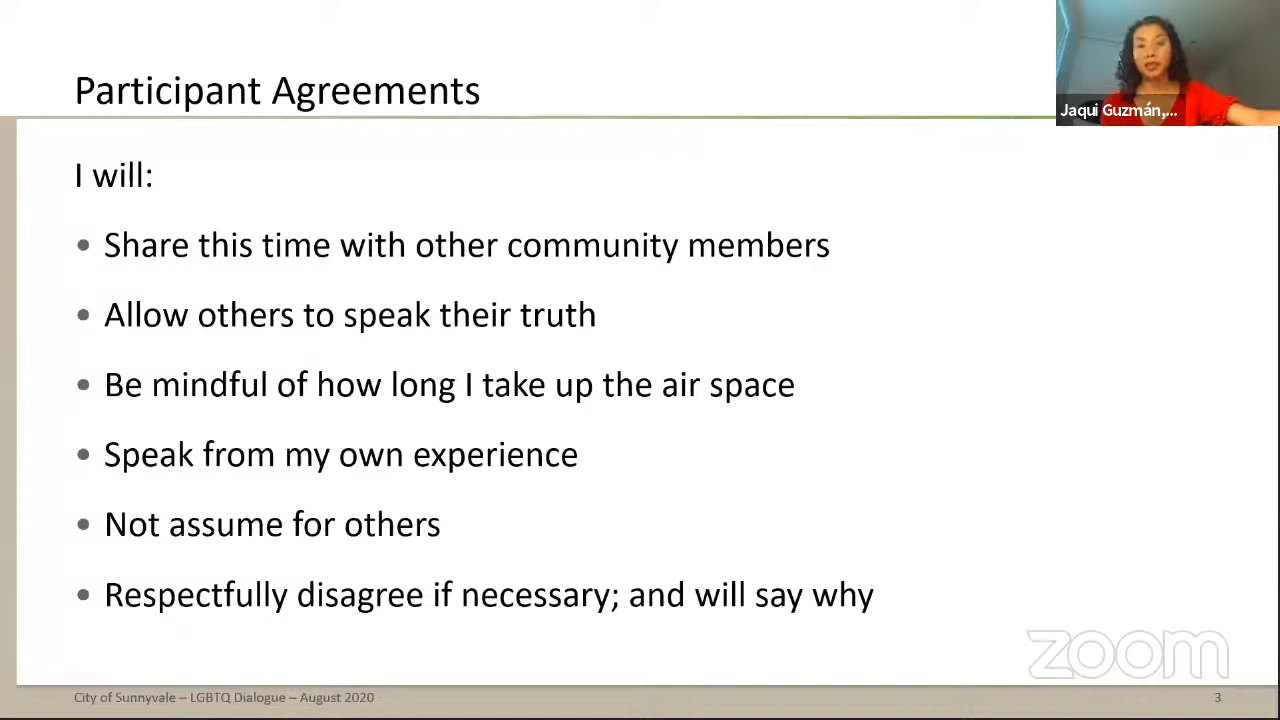 Participant Agreements
Jaqui Guzmán,...
I will:
• Share this time with other community members
• Allow others to speak their truth
• Be mindful of how long I take up the air space
• Speak from my own experience
• Not assume for others
• Respectfully disagree if necessary; and will say why
zoom
City of Sunnyvale – LGBTQ Dialogue – August 2020
3